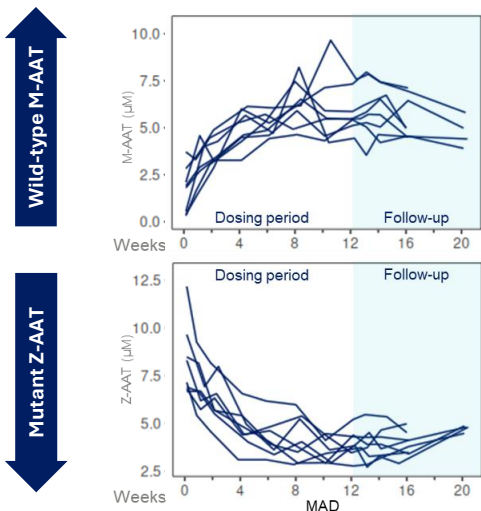 Wild-type M-AAT
M-AAT (μM)
10.0
7.5
5.0
2.5
0.0
Dosing period
Follow-up
Weeks
0
4
8
12
16
20
Mutant Z-AAT
Z-AAT (μM)
12.5
10.0
7.5
5.0
2.5
Dosing period
Follow-up
Weeks
0
4
8
12
16
20
MAD